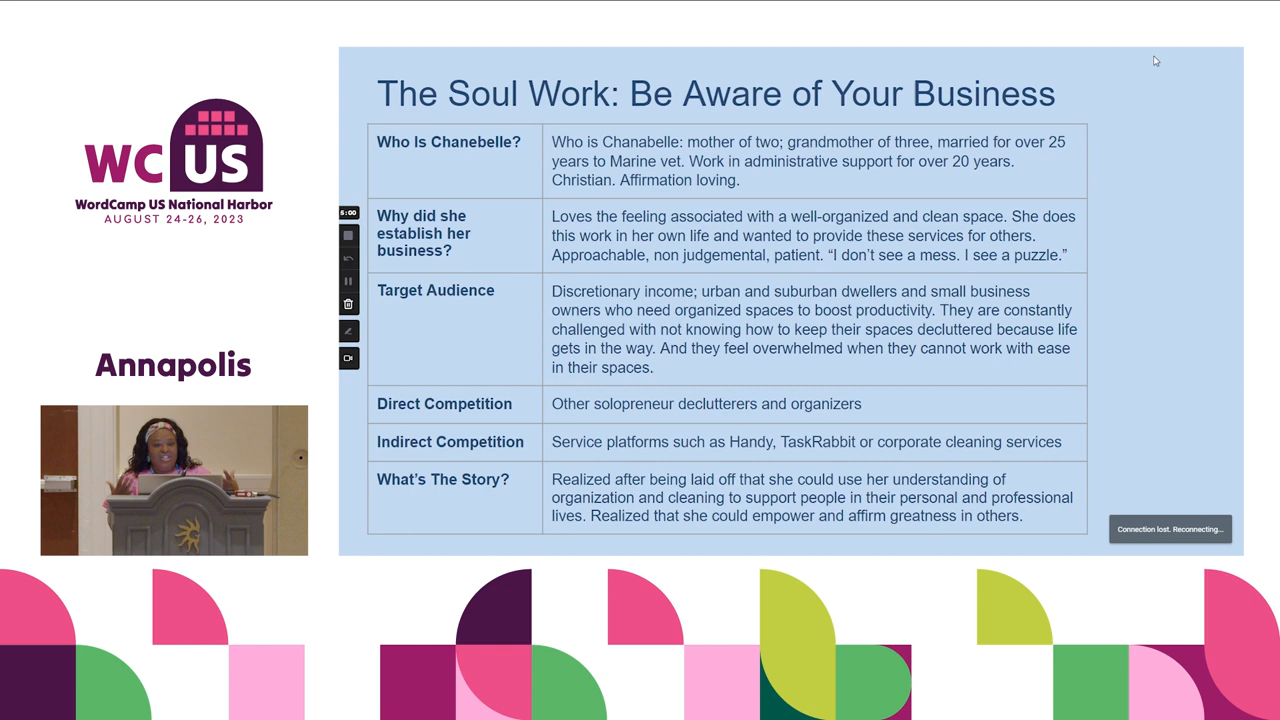 WC US
WordCamp US National Harbor
AUGUST 24-26, 2023
Annapolis
The Soul Work: Be Aware of Your Business
Who Is Chanebelle?
Who is Chanabelle: mother of two; grandmother of three, married for over 25
years to Marine vet. Work in administrative support for over 20 years.
Christian. Affirmation loving.
Why did she
establish her
business?
Loves the feeling associated with a well-organized and clean space. She does
this work in her own life and wanted to provide these services for others.
Approachable, non judgemental, patient. “I don’t see a mess. I see a puzzle.”
Target Audience
Discretionary income; urban and suburban dwellers and small business
owners who need organized spaces to boost productivity. They are constantly
challenged with not knowing how to keep their spaces decluttered because life
gets in the way. And they feel overwhelmed when they cannot work with ease
in their spaces.
Direct Competition
Other solopreneur declutterers and organizers
Indirect Competition
Service platforms such as Handy, TaskRabbit or corporate cleaning services
What’s The Story?
Realized after being laid off that she could use her understanding of
organization and cleaning to support people in their personal and professional
lives. Realized that she could empower and affirm greatness in others.
5:00
Connection lost. Reconnecting...